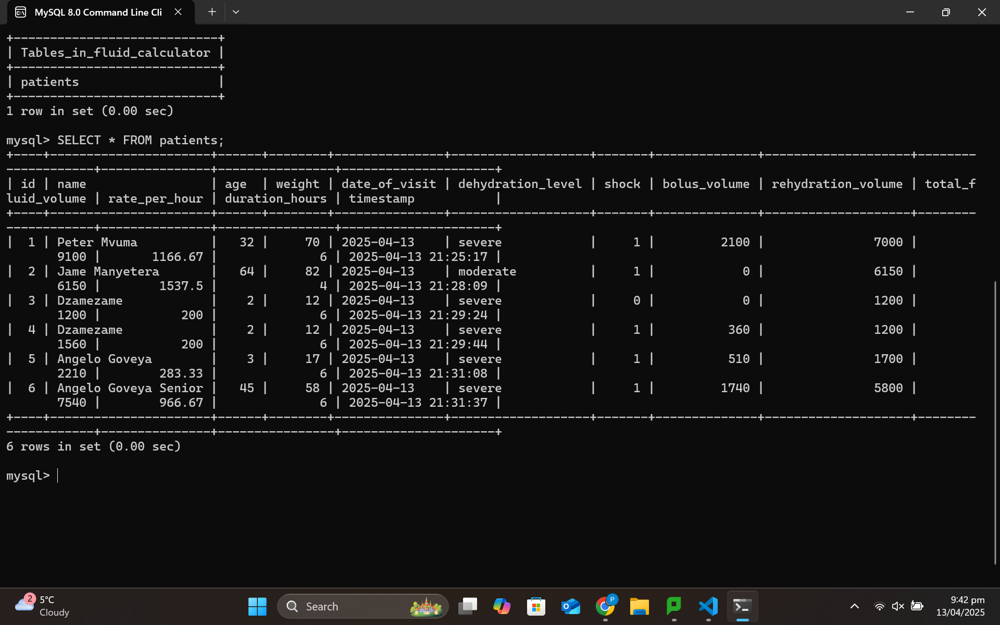 MySQL 8.0 Command Line Cli
+----------------------------+
| Tables_in_fluid_calculator |
+----------------------------+
| patients                   |
+----------------------------+
1 row in set (0.00 sec)
mysql> SELECT * FROM patients;
+----+----------------------+------+--------+---------------+-------------------+-------+--------------+--------------------+--------
------------+---------------+----------------+---------------------+
| id | name                 | age  | weight | date_of_visit | dehydration_level | shock | bolus_volume | rehydration_volume | total_f
luid_volume | rate_per_hour | duration_hours | timestamp           |
+----+----------------------+------+--------+---------------+-------------------+-------+--------------+--------------------+--------
------------+---------------+----------------+---------------------+
|  1 | Peter Mvuma          |   32 |     70 | 2025-04-13    | severe            |     1 |         2100 |               7000 |
       9100 |       1166.67 |              6 | 2025-04-13 21:25:17 |
|  2 | Jame Manyetera       |   64 |     82 | 2025-04-13    | moderate          |     1 |            0 |               6150 |
       6150 |        1537.5 |              4 | 2025-04-13 21:28:09 |
|  3 | Dzamezame            |    2 |     12 | 2025-04-13    | severe            |     0 |            0 |               1200 |
       1200 |           200 |              6 | 2025-04-13 21:29:24 |
|  4 | Dzamezame            |    2 |     12 | 2025-04-13    | severe            |     1 |          360 |               1200 |
       1560 |           200 |              6 | 2025-04-13 21:29:44 |
|  5 | Angelo Goveya        |    3 |     17 | 2025-04-13    | severe            |     1 |          510 |               1700 |
       2210 |        283.33 |              6 | 2025-04-13 21:31:08 |
|  6 | Angelo Goveya Senior |   45 |     58 | 2025-04-13    | severe            |     1 |         1740 |               5800 |
       7540 |        966.67 |              6 | 2025-04-13 21:31:37 |
+----+----------------------+------+--------+---------------+-------------------+-------+--------------+--------------------+--------
------------+---------------+----------------+---------------------+
6 rows in set (0.00 sec)
mysql>
2
5°C
Cloudy
Search
P
9:42 pm
13/04/2025